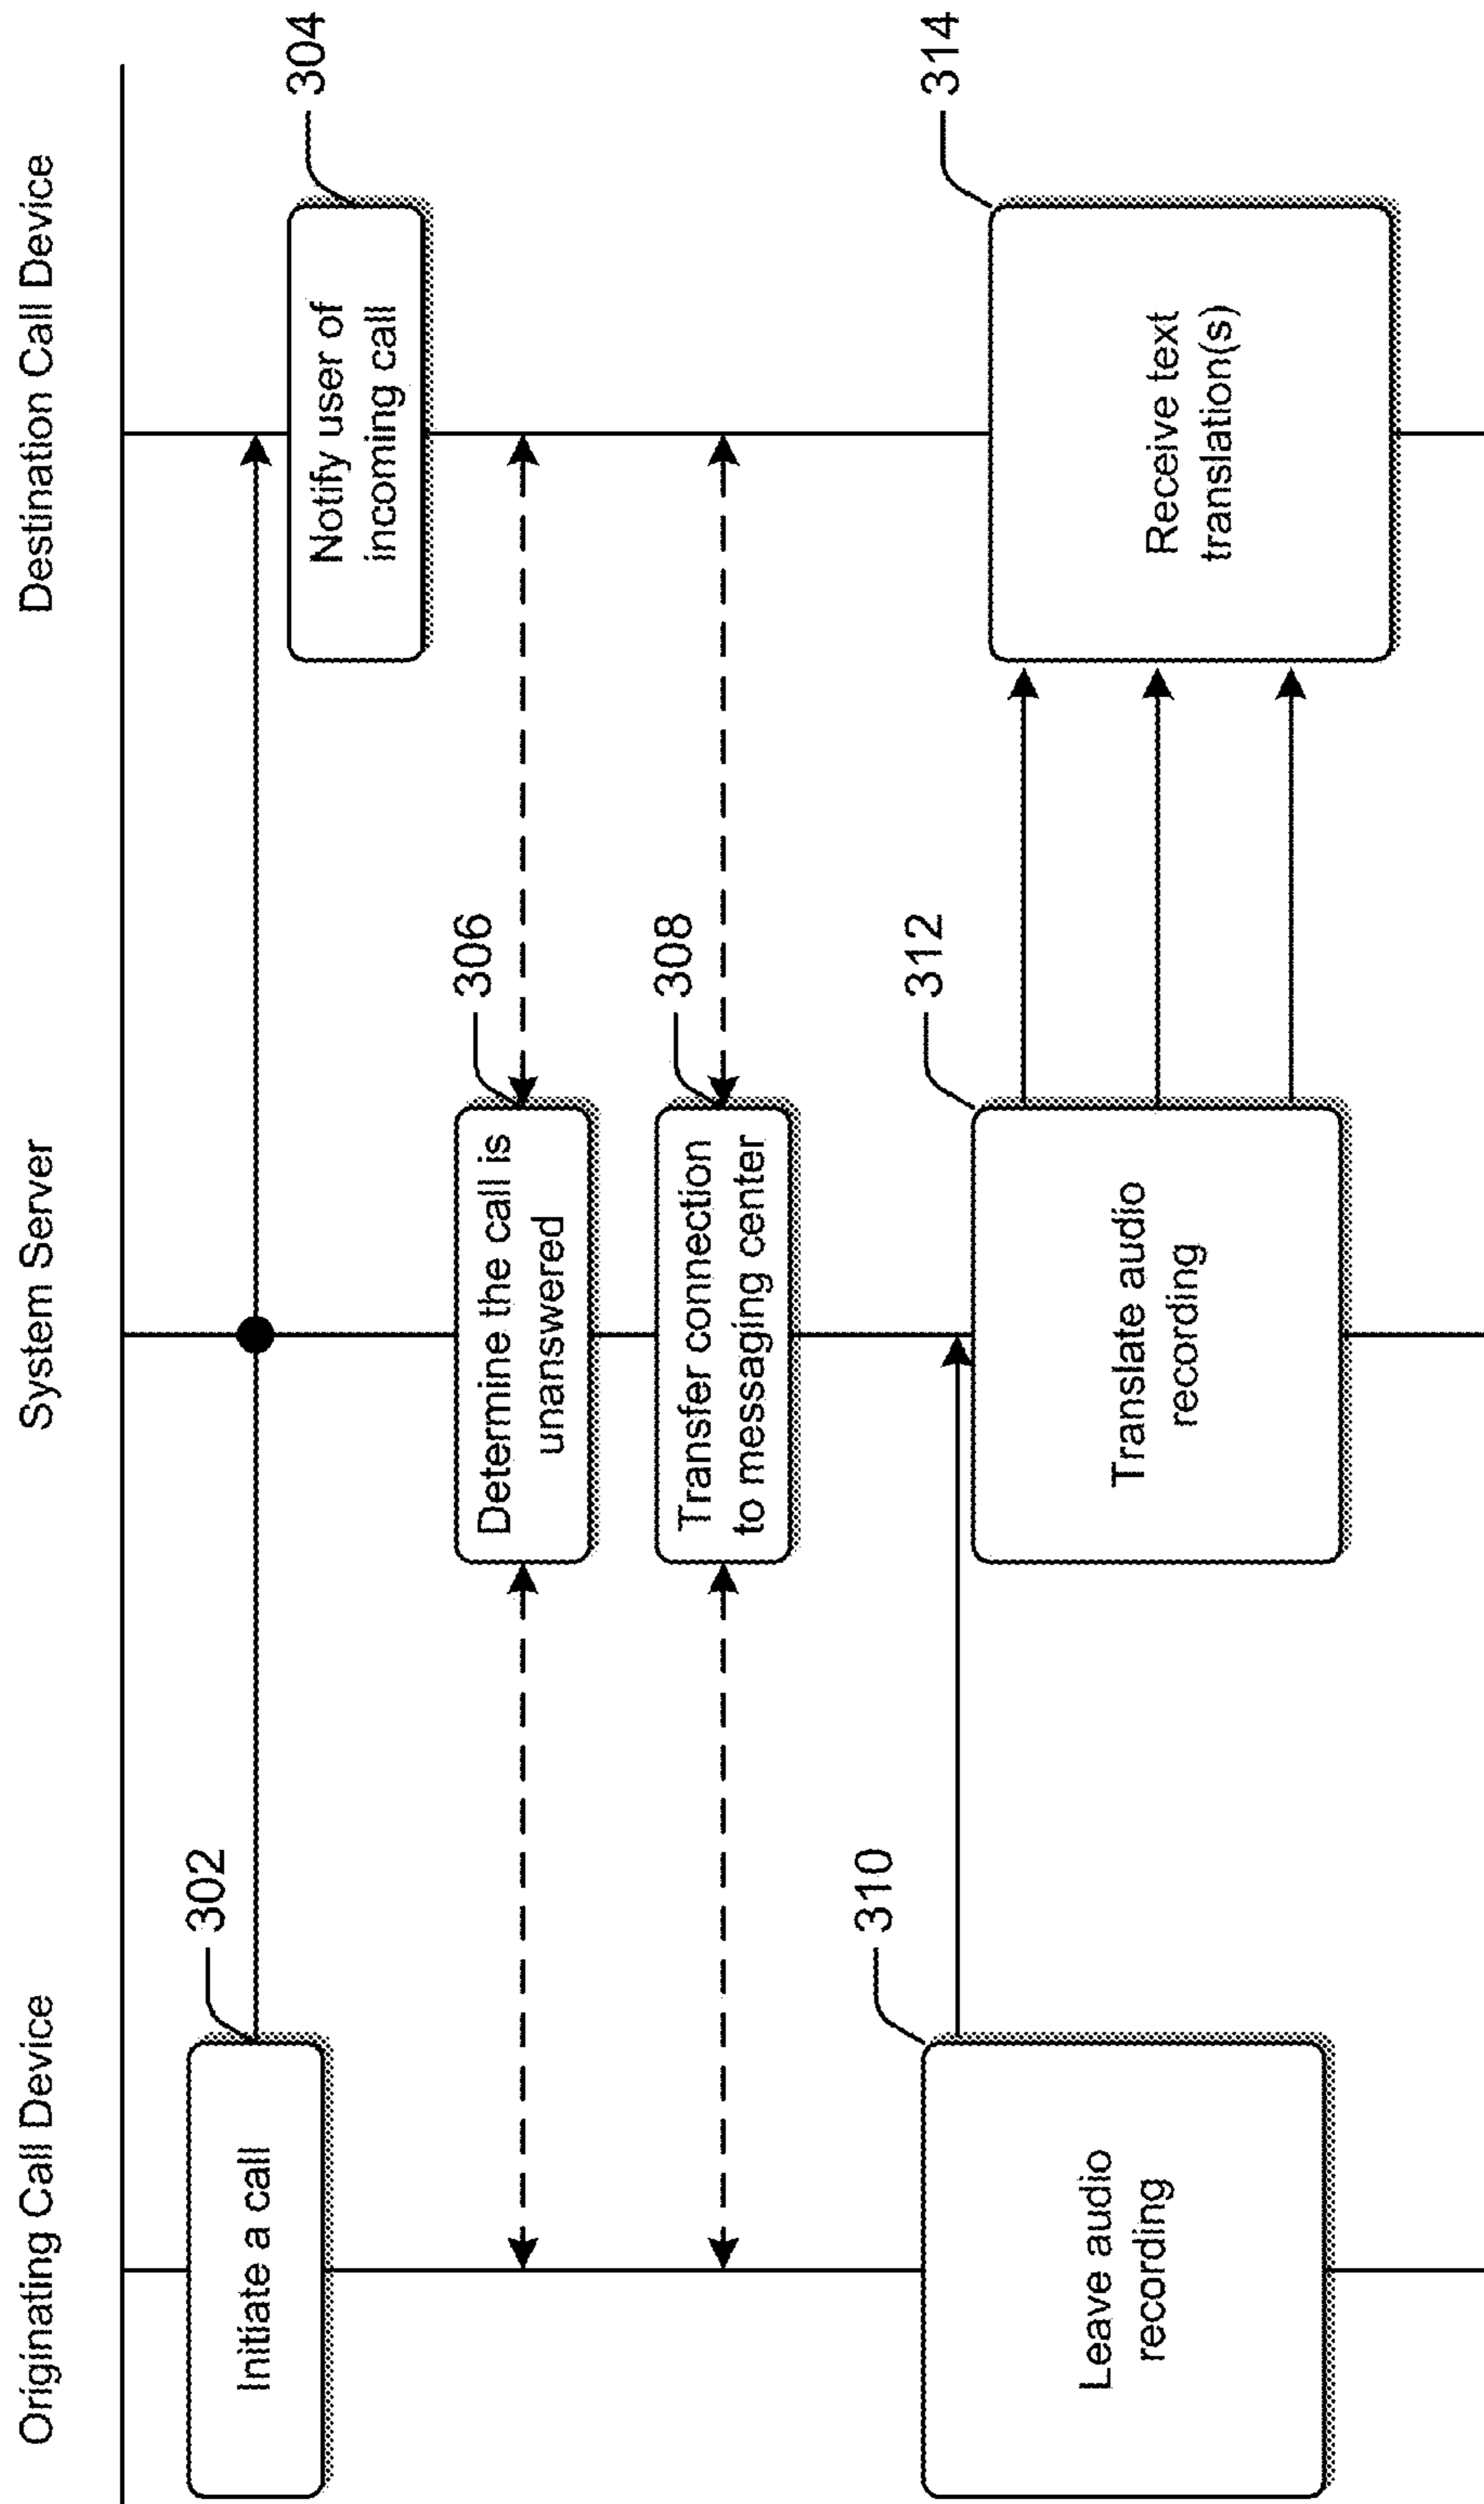 Originating Call Device
System Server
Destination Call Device
302
Initiate a call
304
Notify user of
incoming call
306
Determine the call is
unanswered
308
Transfer connection
to messaging center
310
Leave audio
recording
312
Translate audio
recording
314
Receive text
translation(s)